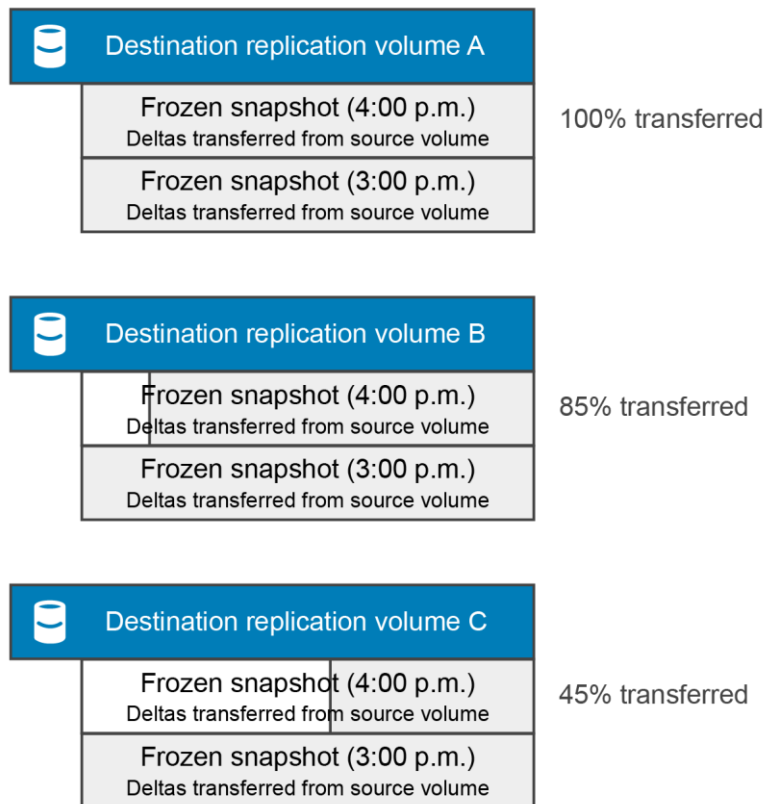 Destination replication volume A
Frozen snapshot (4:00 p.m.)
Deltas transferred from source volume
100% transferred
Frozen snapshot (3:00 p.m.)
Deltas transferred from source volume
Destination replication volume B
Frozen snapshot (4:00 p.m.)
Deltas transferred from source volume
85% transferred
Frozen snapshot (3:00 p.m.)
Deltas transferred from source volume
Destination replication volume C
Frozen snapshot (4:00 p.m.)
Deltas transferred from source volume
45% transferred
Frozen snapshot (3:00 p.m.)
Deltas transferred from source volume